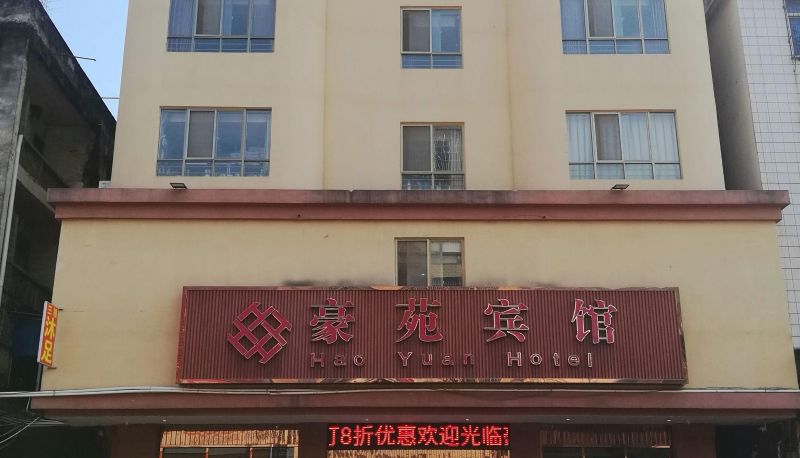 豪苑宾馆
Hao Yuan Hotel
沐足
8折优惠欢迎光临